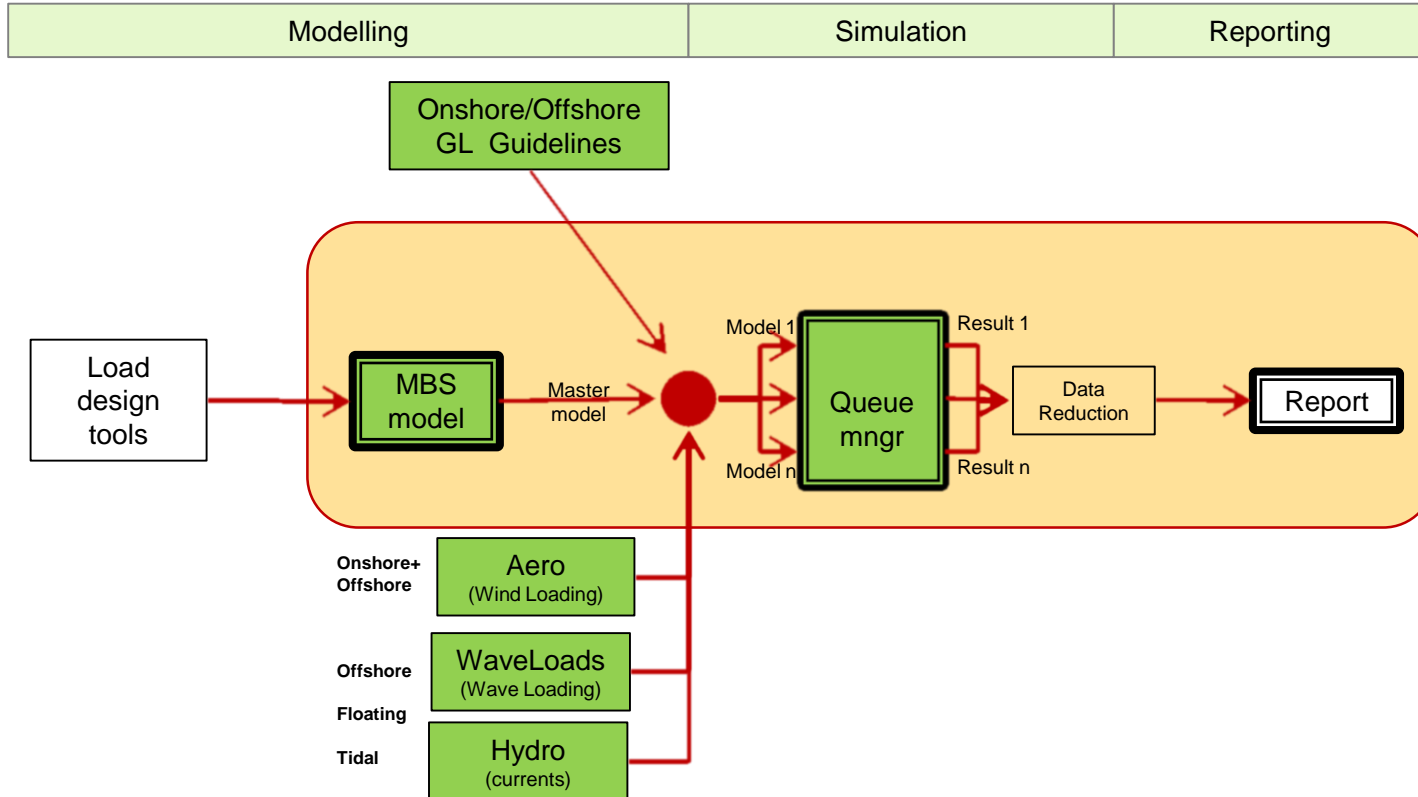 Modelling
Simulation
Reporting
Onshore/Offshore
GL Guidelines
Load
design
tools
MBS
model
Master
model
Model 1
Model n
Queue
mngr
Result 1
Result n
Data
Reduction
Report
Onshore+
Offshore
Aero
(Wind Loading)
Offshore
WaveLoads
(Wave Loading)
Floating
Tidal
Hydro
(currents)